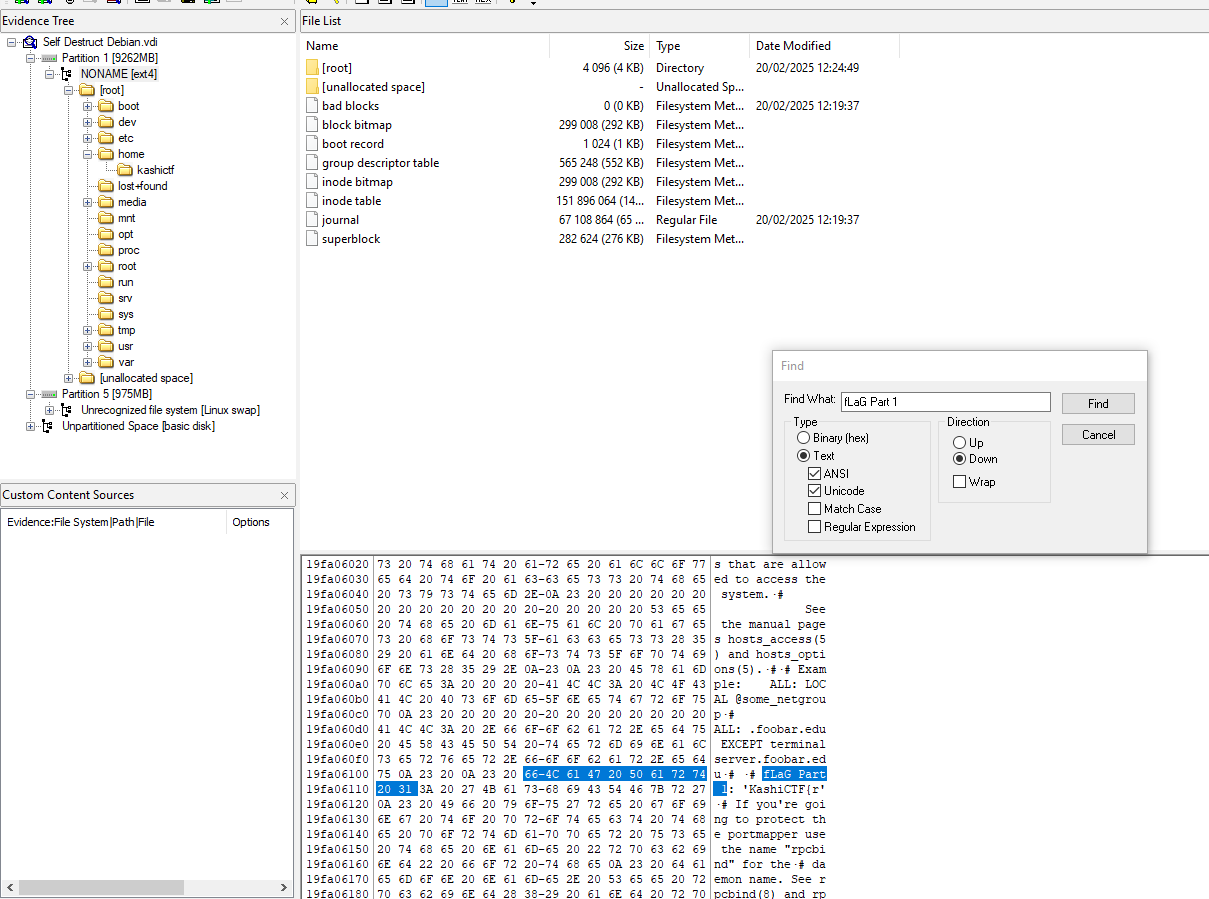 Evidence Tree
File List
Self Destruct Debian.vdi
Partition 1 [9262MB]
NONAME [ext4]
[root]
boot
dev
etc
home
kashictf
lost+found
media
mnt
opt
proc
root
run
srv
sys
tmp
usr
var
[unallocated space]
Partition 5 [975MB]
Unrecognized file system [Linux swap]
Unpartitioned Space [basic disk]
Name Size Type Date Modified
[root] 4 096 (4 KB) Directory 20/02/2025 12:24:49
[unallocated space] - Unallocated Sp...
bad blocks 0 (0 KB) Filesystem Met... 20/02/2025 12:19:37
block bitmap 299 008 (292 KB) Filesystem Met...
boot record 1 024 (1 KB) Filesystem Met...
group descriptor table 565 248 (552 KB) Filesystem Met...
inode bitmap 299 008 (292 KB) Filesystem Met...
inode table 151 896 064 (14... Filesystem Met...
journal 67 108 864 (65 ... Regular File 20/02/2025 12:19:37
superblock 282 624 (276 KB) Filesystem Met...
Find
Find What: fLaG Part 1
Find
Cancel
Type
Binary (hex)
Text
ANSI
Unicode
Match Case
Regular Expression
Direction
Up
Down
Wrap
Custom Content Sources
Evidence:File System|Path|File Options
19fa06020 73 20 74 68 61 74 20 61-72 65 20 61 6C 6C 6F 77 s that are allow
19fa06030 65 64 20 74 6F 20 61 63-63 65 73 73 20 74 68 65 ed to access the
19fa06040 20 73 79 73 74 65 6D 2E-0A 23 20 20 20 20 20 20 system.·#
19fa06050 20 20 20 20 20 20 20 20-20 20 20 20 20 53 65 65 See
19fa06060 20 74 68 65 20 6D 61 6E-75 61 6C 20 70 61 67 65 the manual page
19fa06070 73 20 68 6F 73 74 73 5F-61 63 63 65 73 73 28 35 s hosts_access(5
19fa06080 29 20 61 6E 64 20 68 6F-73 74 73 5F 6F 70 74 69 ) and hosts_opti
19fa06090 6F 6E 73 28 35 29 2E 0A-23 0A 23 20 45 78 61 6D ons(5).·#·# Exam
19fa060a0 70 6C 65 3A 20 20 20 20-41 4C 4C 3A 20 4C 4F 43 ple: ALL: LOC
19fa060b0 41 4C 20 40 73 6F 6D 65-5F 6E 65 74 67 72 6F 75 AL @some_netgrou
19fa060c0 70 0A 23 20 20 20 20 20-20 20 20 20 20 20 20 20 p·#
19fa060d0 41 4C 4C 3A 20 2E 66 6F-6F 62 61 72 2E 65 64 75 ALL: .foobar.edu
19fa060e0 20 45 58 43 45 50 54 20-74 65 72 6D 69 6E 61 6C EXCEPT terminal
19fa060f0 73 65 72 76 65 72 2E 66-6F 6F 62 61 72 2E 65 64 server.foobar.ed
19fa06100 75 0A 23 20 0A 23 20 66-4C 61 47 20 50 61 72 74 u·# ·# fLaG Part
19fa06110 20 31 3A 20 27 4B 61 73-68 69 43 54 46 7B 72 27 1: 'KashiCTF{r'
19fa06120 0A 23 20 49 66 20 79 6F-75 27 72 65 20 67 6F 69 ·# If you're goi
19fa06130 6E 67 20 74 6F 20 70 72-6F 74 65 63 74 20 74 68 ng to protect th
19fa06140 65 20 70 6F 72 74 6D 61-70 70 65 72 20 75 73 65 e portmapper use
19fa06150 20 74 68 65 20 6E 61 6D-65 20 22 72 70 63 62 69 the name "rpcbi
19fa06160 6E 64 22 20 66 6F 72 20-74 68 65 0A 23 20 64 61 nd" for the·# da
19fa06170 65 6D 6F 6E 20 6E 61 6D-65 2E 20 53 65 65 20 72 emon name. See r
19fa06180 70 63 62 69 6E 64 28 38-29 20 61 6E 64 20 72 70 pcbind(8) and rp